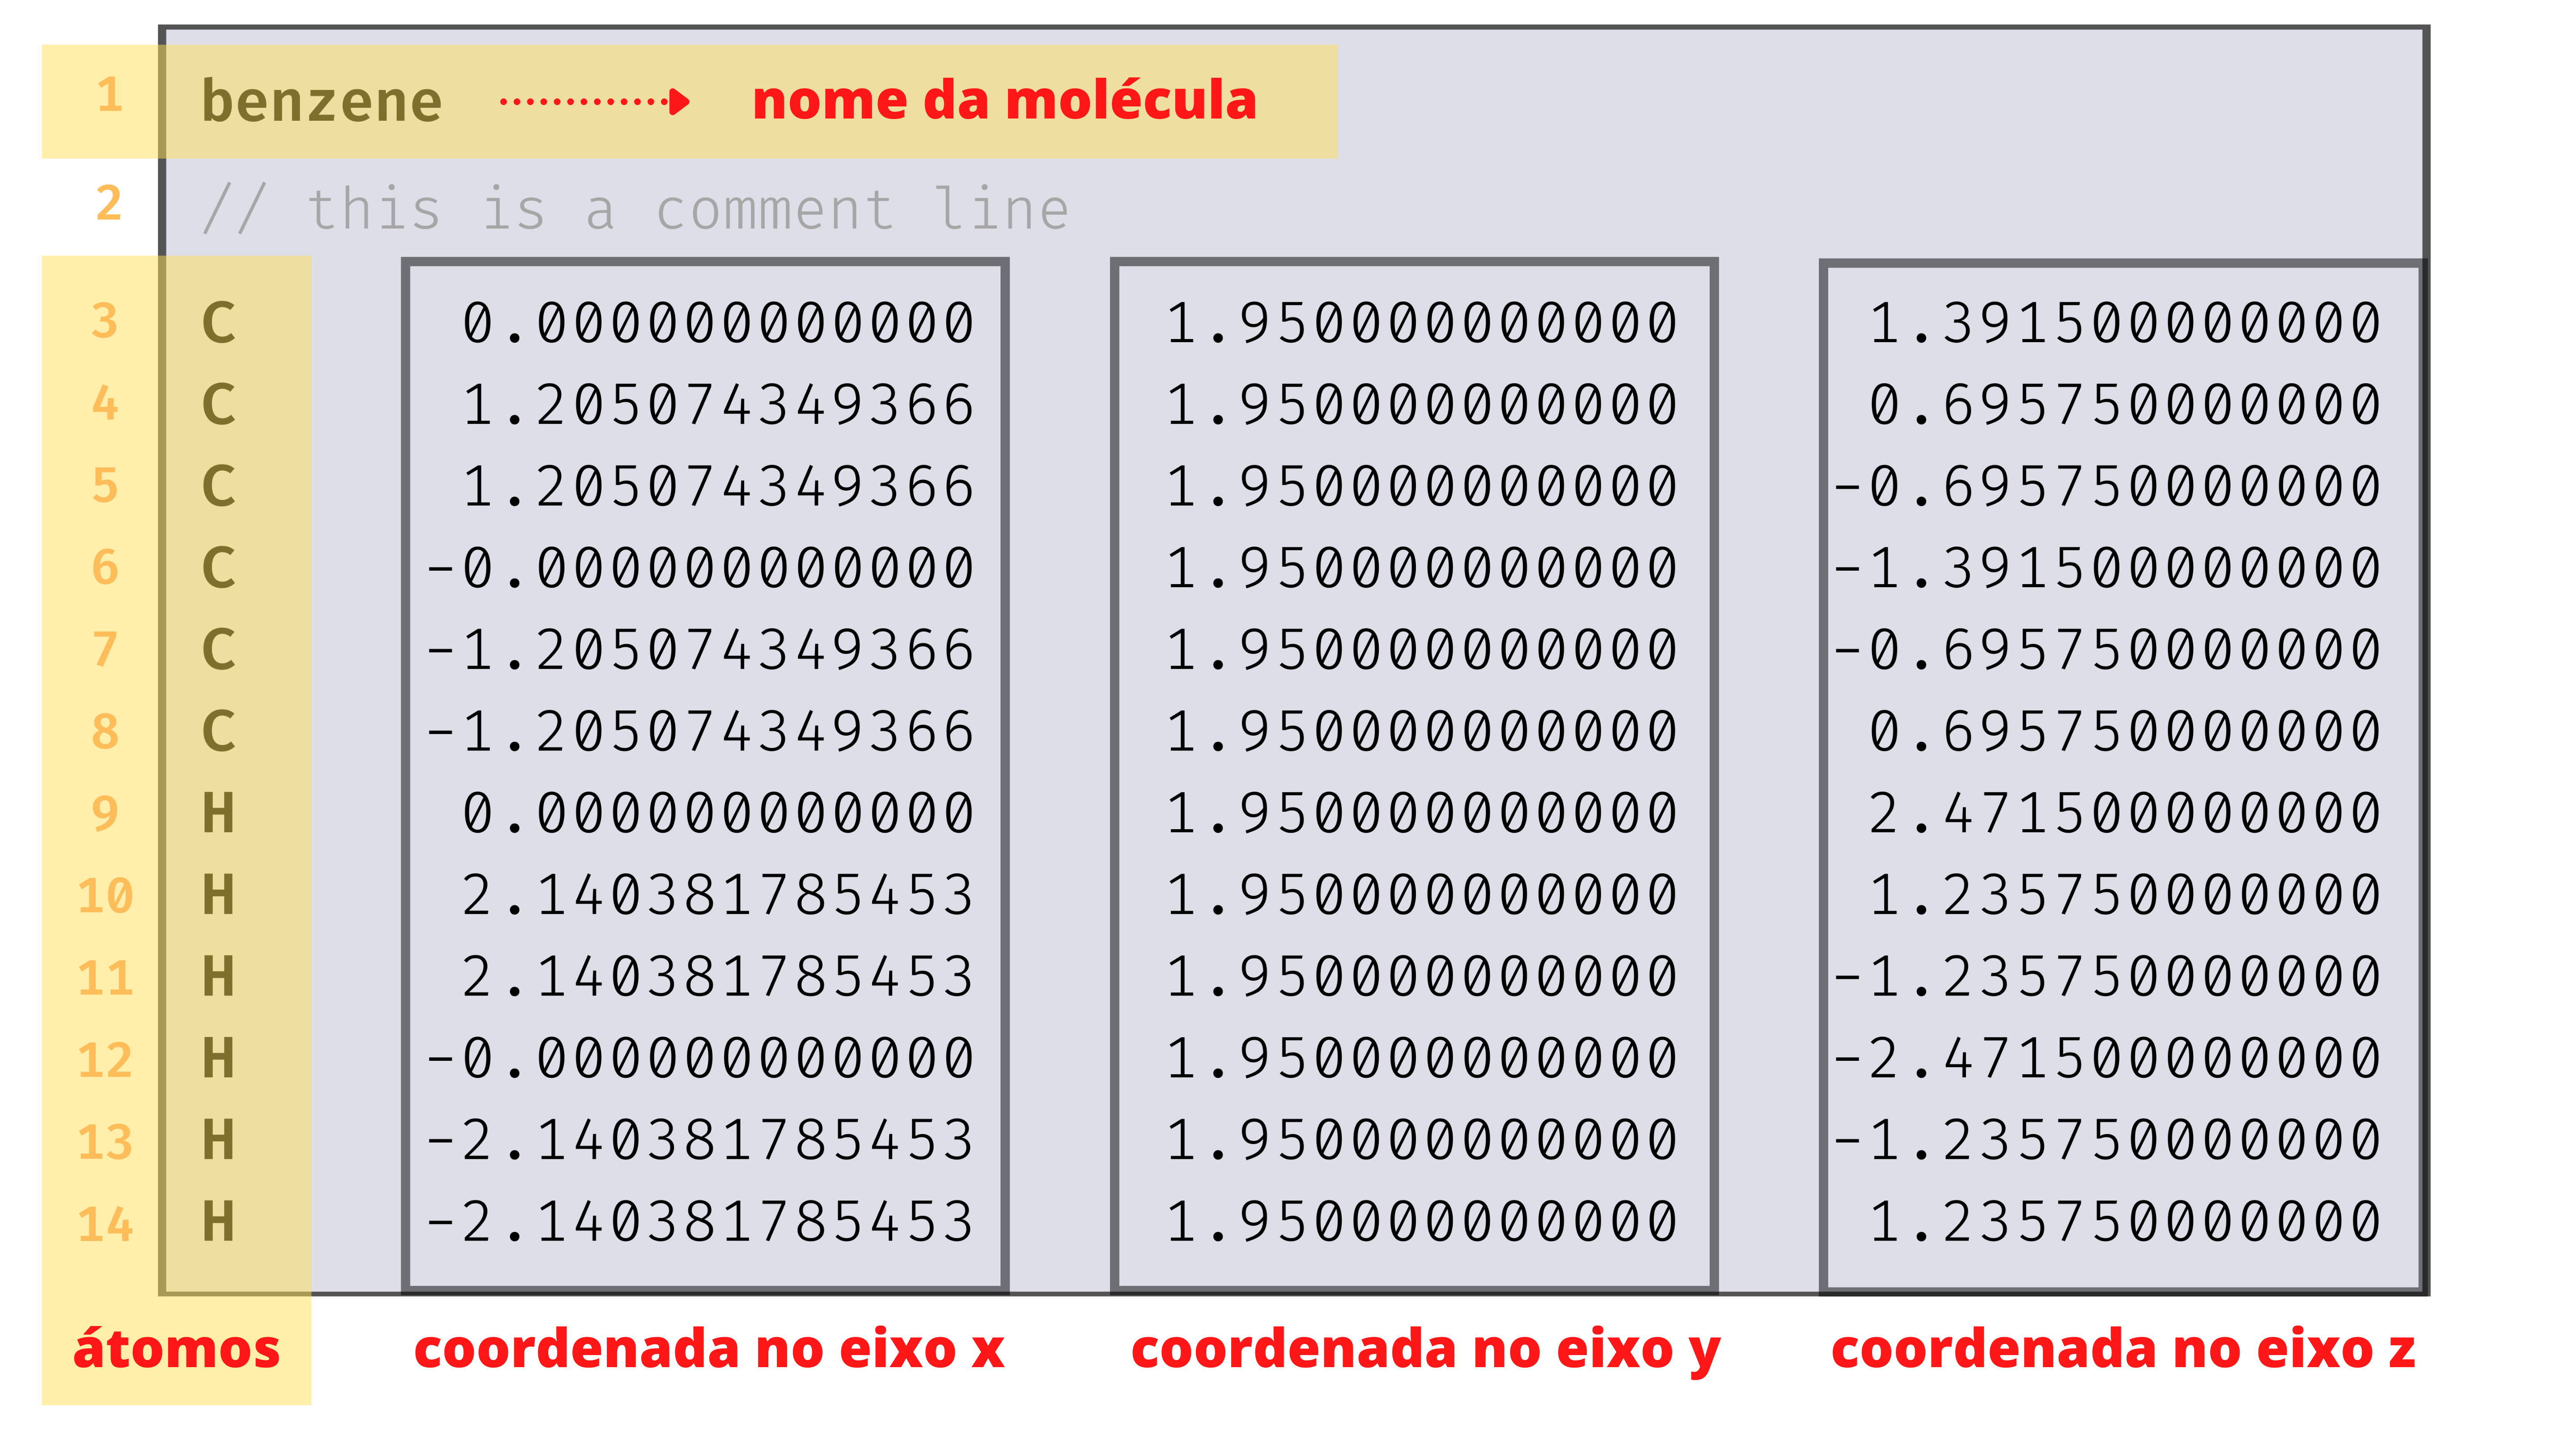 1 benzene nome da molécula
2 // this is a comment line
3 C 0.000000000000 1.950000000000 1.391500000000
4 C 1.205074349366 1.950000000000 0.695750000000
5 C 1.205074349366 1.950000000000 -0.695750000000
6 C -0.000000000000 1.950000000000 -1.391500000000
7 C -1.205074349366 1.950000000000 -0.695750000000
8 C -1.205074349366 1.950000000000 0.695750000000
9 H 0.000000000000 1.950000000000 2.471500000000
10 H 2.140381785453 1.950000000000 1.235750000000
11 H 2.140381785453 1.950000000000 -1.235750000000
12 H -0.000000000000 1.950000000000 -2.471500000000
13 H -2.140381785453 1.950000000000 -1.235750000000
14 H -2.140381785453 1.950000000000 1.235750000000
átomos coordenada no eixo x coordenada no eixo y coordenada no eixo z